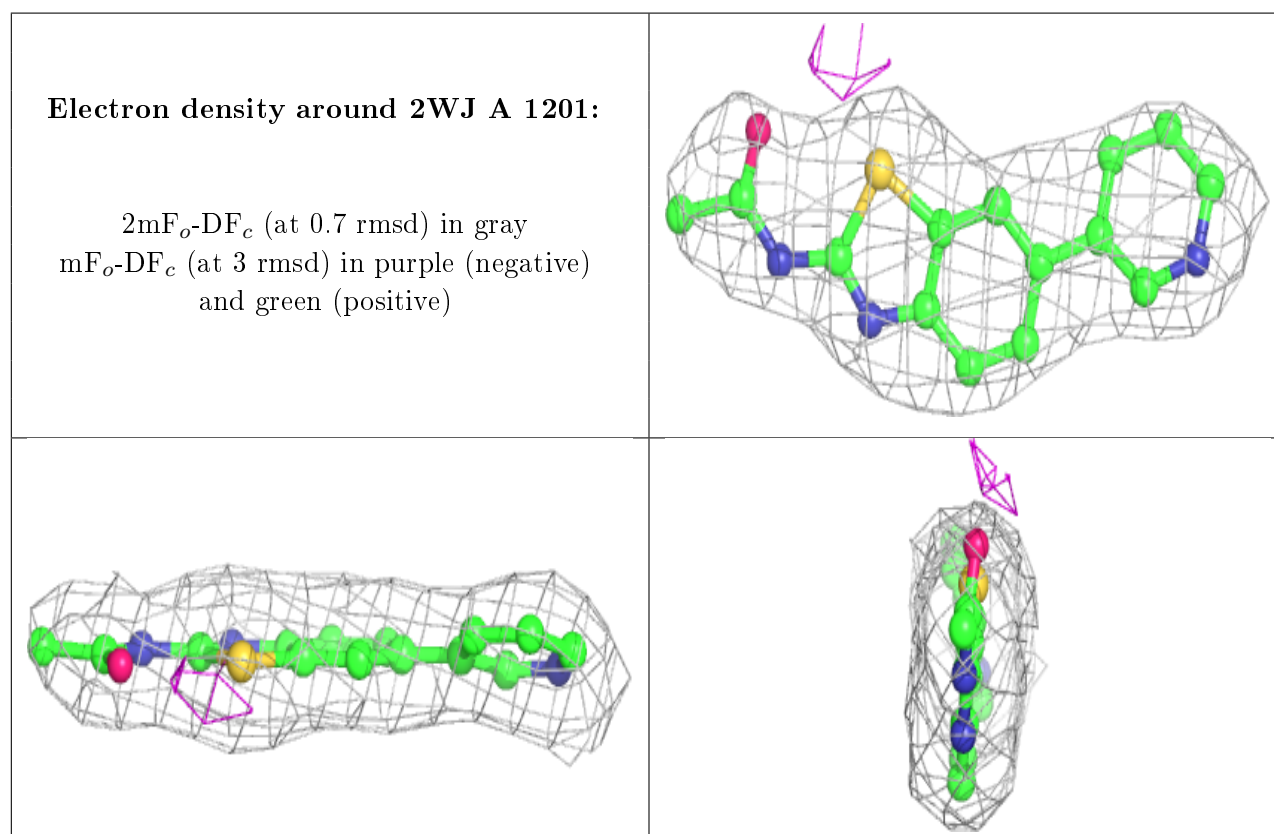 Electron density around 2WJ A 1201:
2mFₒ-DF𝒸 (at 0.7 rmsd) in gray
mFₒ-DF𝒸 (at 3 rmsd) in purple (negative)
and green (positive)